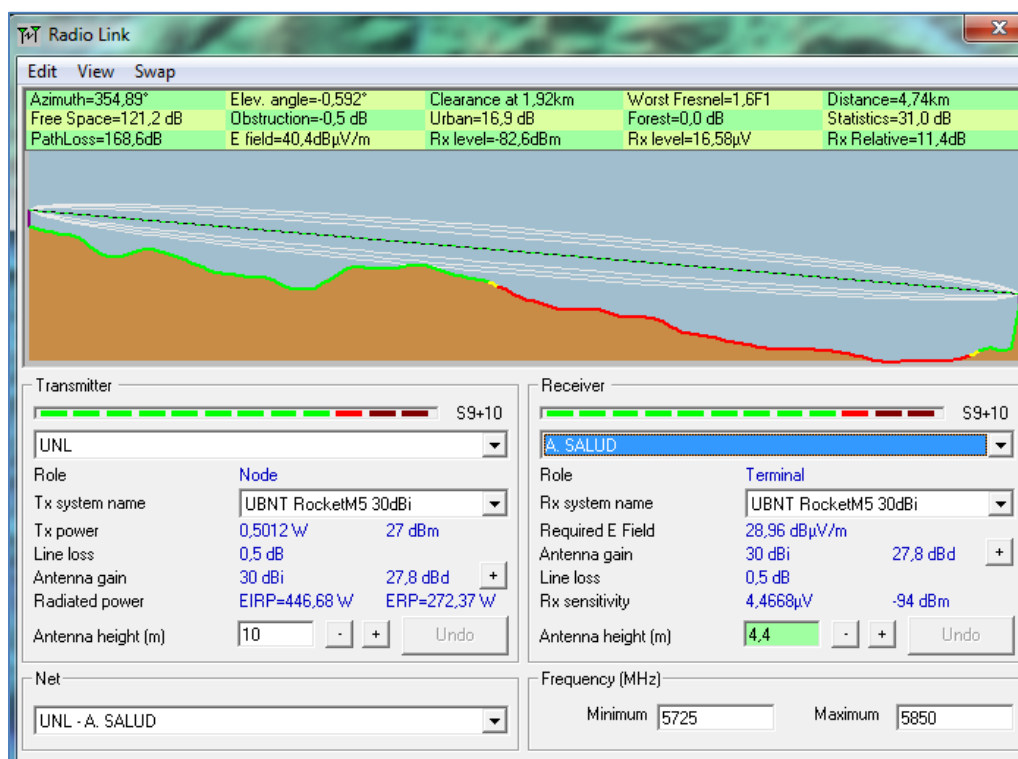 Radio Link
Edit View Swap
Azimuth=354,89° Elev. angle=-0,592° Clearance at 1,92km Worst Fresnel=1,6F1 Distance=4,74km
Free Space=121,2 dB Obstruction=-0,5 dB Urban=16,9 dB Forest=0,0 dB Statistics=31,0 dB
PathLoss=168,6dB E field=40,4dBµV/m Rx level=-82,6dBm Rx level=16,58µV Rx Relative=11,4dB
Transmitter
S9+10
UNL
Role Node
Tx system name UBNT RocketM5 30dBi
Tx power 0,5012 W 27 dBm
Line loss 0,5 dB
Antenna gain 30 dBi 27,8 dBd +
Radiated power EIRP=446,68 W ERP=272,37 W
Antenna height (m) 10 - + Undo
Net
UNL - A. SALUD
Receiver
S9+10
A. SALUD
Role Terminal
Rx system name UBNT RocketM5 30dBi
Required E Field 28,96 dBµV/m
Antenna gain 30 dBi 27,8 dBd +
Line loss 0,5 dB
Rx sensitivity 4,4668µV -94 dBm
Antenna height (m) 4,4 - + Undo
Frequency (MHz)
Minimum 5725 Maximum 5850